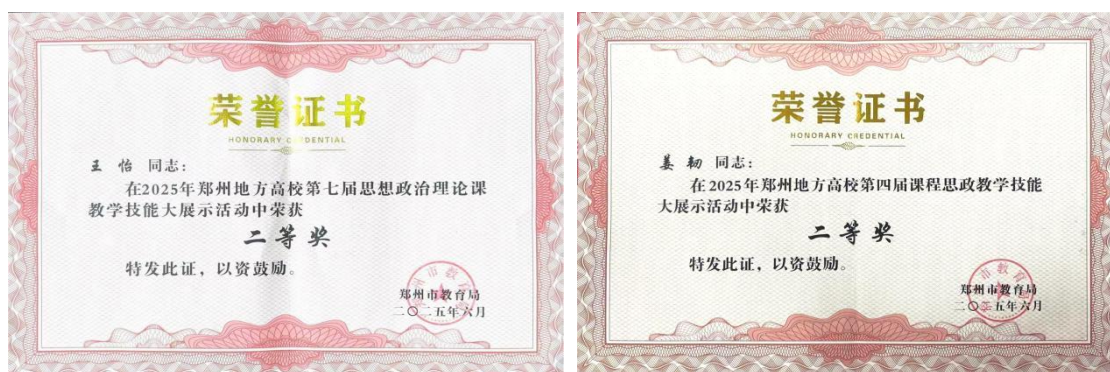 荣誉证书
HONORARY CREDENTIAL
王 怡 同志:
在2025年郑州地方高校第七届思想政治理论课
教学技能大展示活动中荣获
二等奖
特发此证，以资鼓励。
郑州市教育局
二〇二五年六月
荣誉证书
HONORARY CREDENTIAL
姜 韧 同志:
在2025年郑州地方高校第四届课程思政教学技能
大展示活动中荣获
二等奖
特发此证，以资鼓励。
郑州市教育局
二〇二五年六月